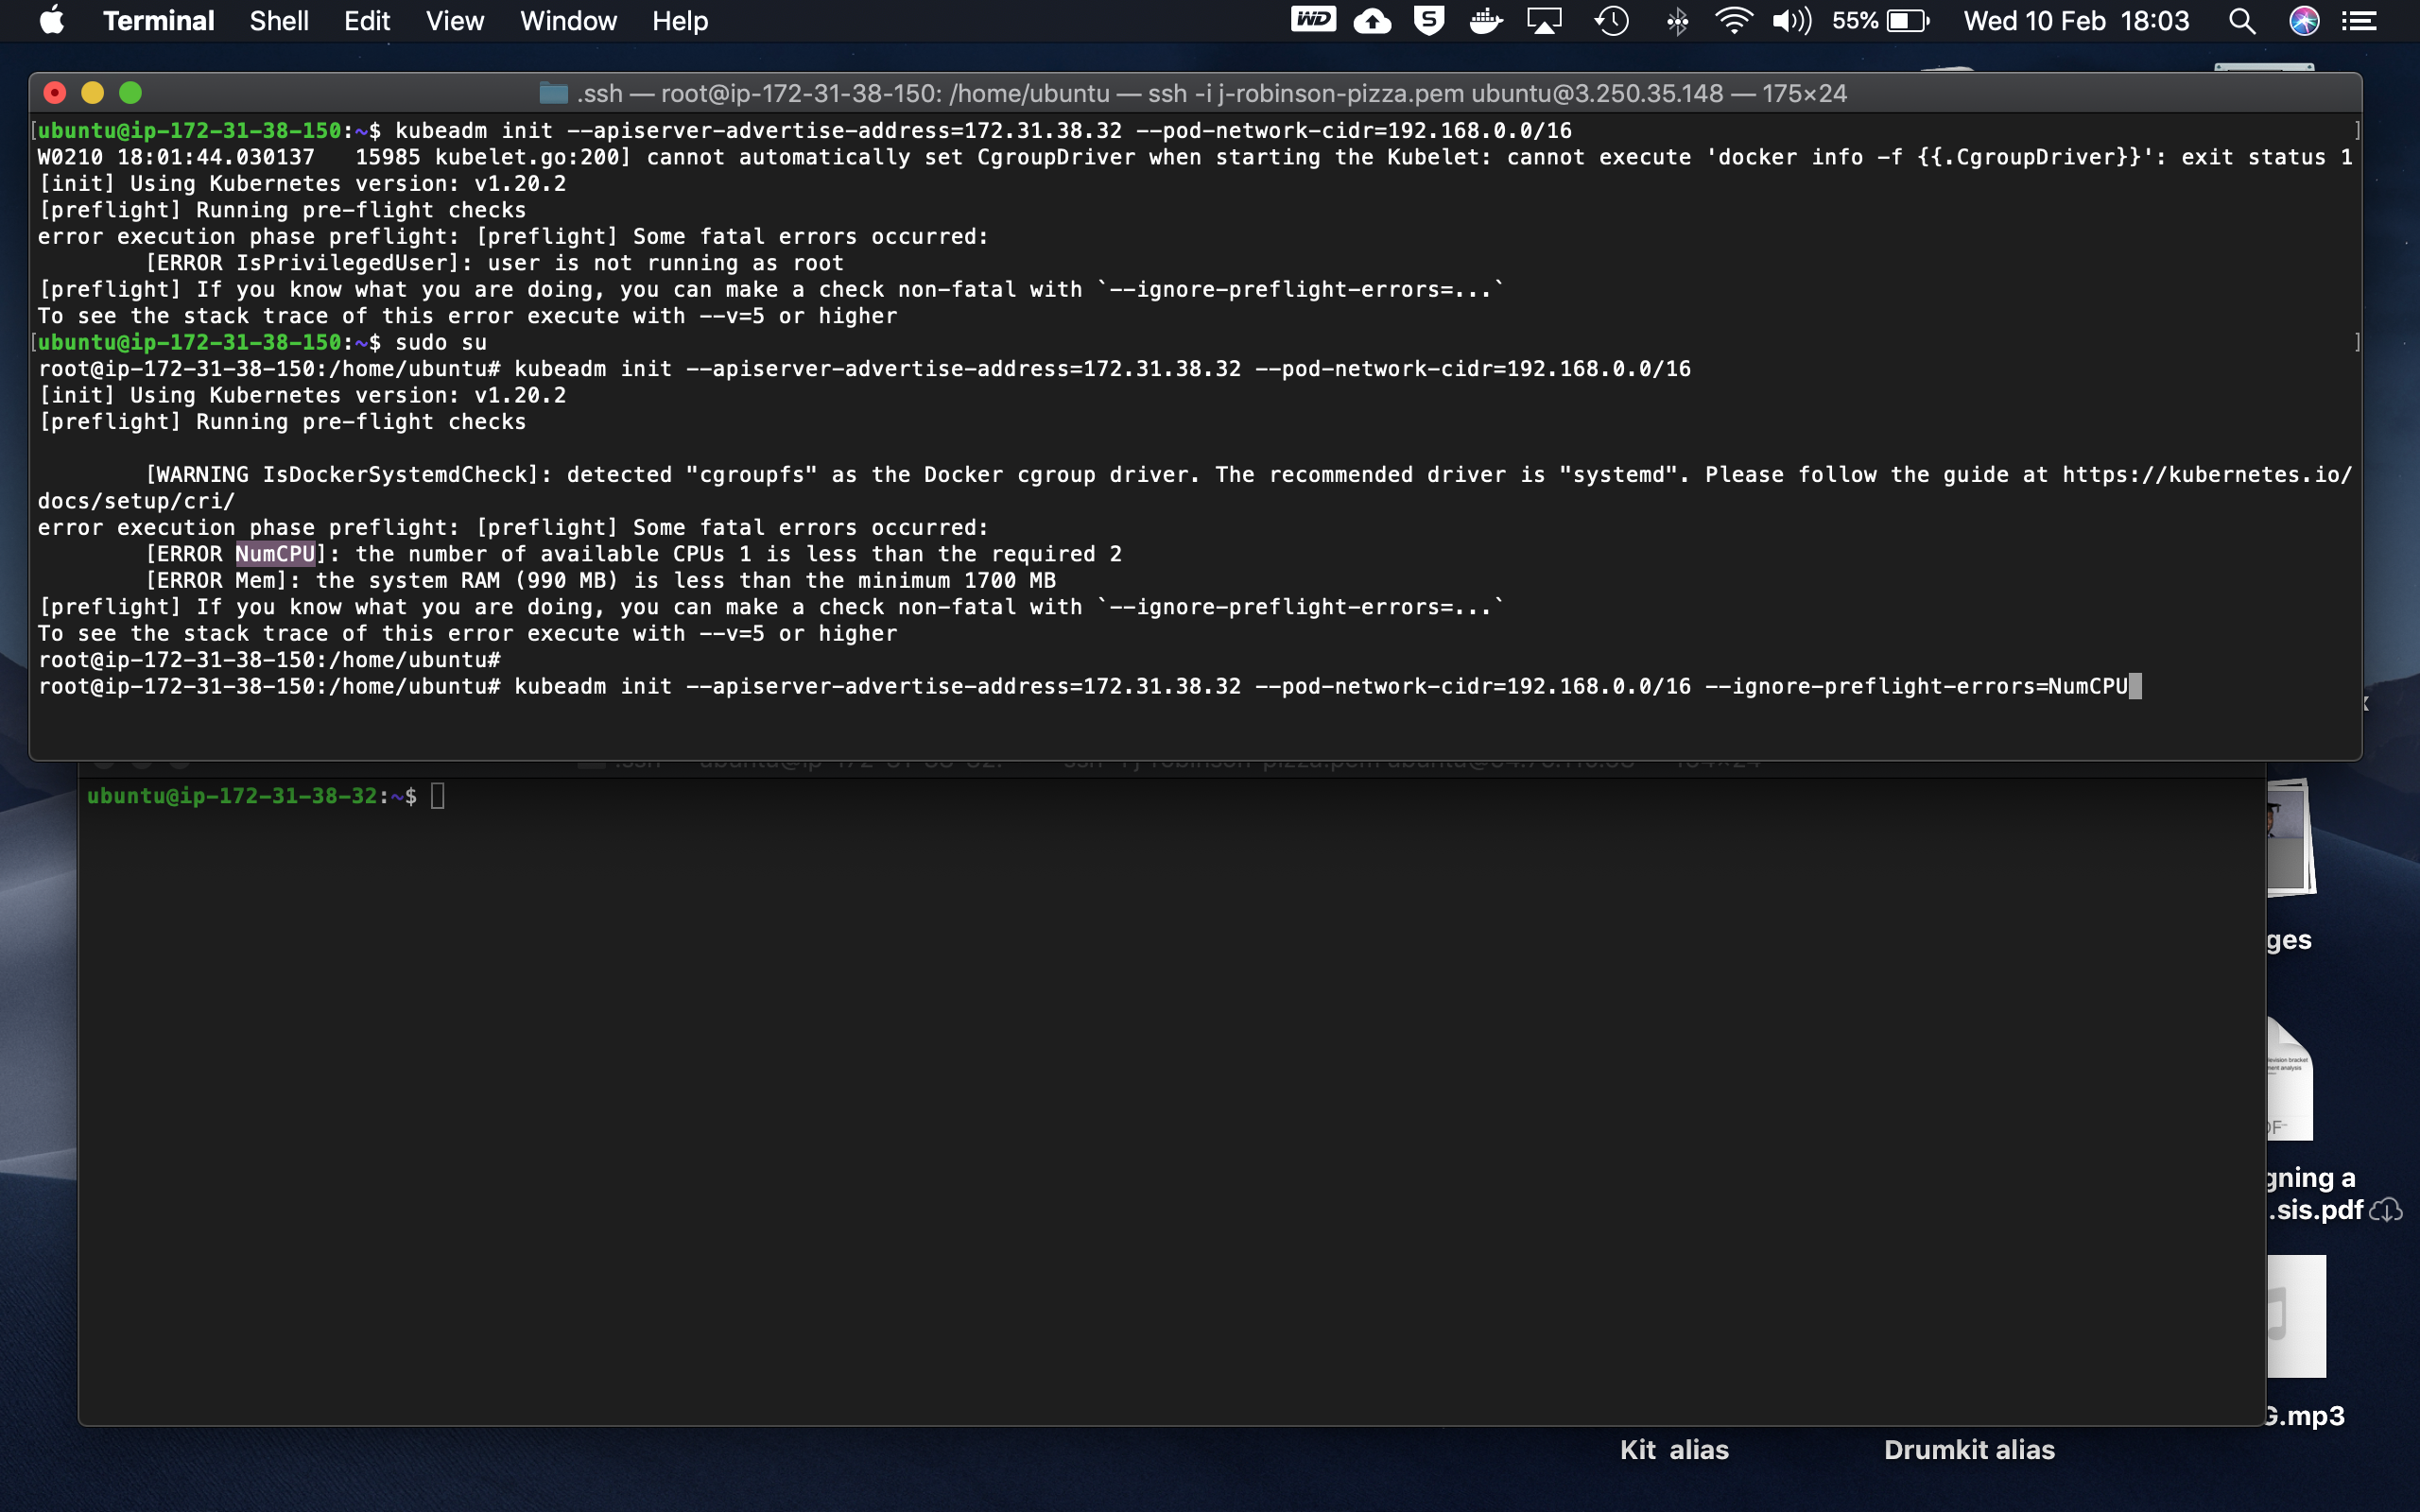 Terminal Shell Edit View Window Help WD S 55% Wed 10 Feb 18:03
.ssh — root@ip-172-31-38-150: /home/ubuntu — ssh -i j-robinson-pizza.pem ubuntu@3.250.35.148 — 175×24
[ubuntu@ip-172-31-38-150:~$ kubeadm init --apiserver-advertise-address=172.31.38.32 --pod-network-cidr=192.168.0.0/16 ]
W0210 18:01:44.030137   15985 kubelet.go:200] cannot automatically set CgroupDriver when starting the Kubelet: cannot execute 'docker info -f {{.CgroupDriver}}': exit status 1
[init] Using Kubernetes version: v1.20.2
[preflight] Running pre-flight checks
error execution phase preflight: [preflight] Some fatal errors occurred:
[ERROR IsPrivilegedUser]: user is not running as root
[preflight] If you know what you are doing, you can make a check non-fatal with `--ignore-preflight-errors=...`
To see the stack trace of this error execute with --v=5 or higher
[ubuntu@ip-172-31-38-150:~$ sudo su ]
root@ip-172-31-38-150:/home/ubuntu# kubeadm init --apiserver-advertise-address=172.31.38.32 --pod-network-cidr=192.168.0.0/16
[init] Using Kubernetes version: v1.20.2
[preflight] Running pre-flight checks
[WARNING IsDockerSystemdCheck]: detected "cgroupfs" as the Docker cgroup driver. The recommended driver is "systemd". Please follow the guide at https://kubernetes.io/
docs/setup/cri/
error execution phase preflight: [preflight] Some fatal errors occurred:
[ERROR NumCPU]: the number of available CPUs 1 is less than the required 2
[ERROR Mem]: the system RAM (990 MB) is less than the minimum 1700 MB
[preflight] If you know what you are doing, you can make a check non-fatal with `--ignore-preflight-errors=...`
To see the stack trace of this error execute with --v=5 or higher
root@ip-172-31-38-150:/home/ubuntu#
root@ip-172-31-38-150:/home/ubuntu# kubeadm init --apiserver-advertise-address=172.31.38.32 --pod-network-cidr=192.168.0.0/16 --ignore-preflight-errors=NumCPU
ubuntu@ip-172-31-38-32:~$
ges
gning a
.sis.pdf
G.mp3
Kit alias
Drumkit alias